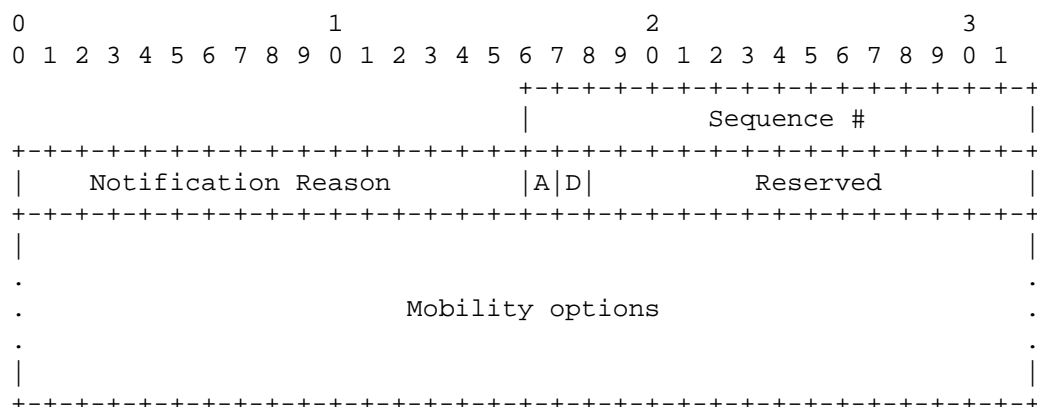 0                   1                   2                   3
0 1 2 3 4 5 6 7 8 9 0 1 2 3 4 5 6 7 8 9 0 1 2 3 4 5 6 7 8 9 0 1
                                +-+-+-+-+-+-+-+-+-+-+-+-+-+-+-+-+
                                |           Sequence #          |
+-+-+-+-+-+-+-+-+-+-+-+-+-+-+-+-+-+-+-+-+-+-+-+-+-+-+-+-+-+-+-+-+
|    Notification Reason        |A|D|          Reserved         |
+-+-+-+-+-+-+-+-+-+-+-+-+-+-+-+-+-+-+-+-+-+-+-+-+-+-+-+-+-+-+-+-+
|                                                               |
.                                                               .
.                        Mobility options                       .
.                                                               .
|                                                               |
+-+-+-+-+-+-+-+-+-+-+-+-+-+-+-+-+-+-+-+-+-+-+-+-+-+-+-+-+-+-+-+-+